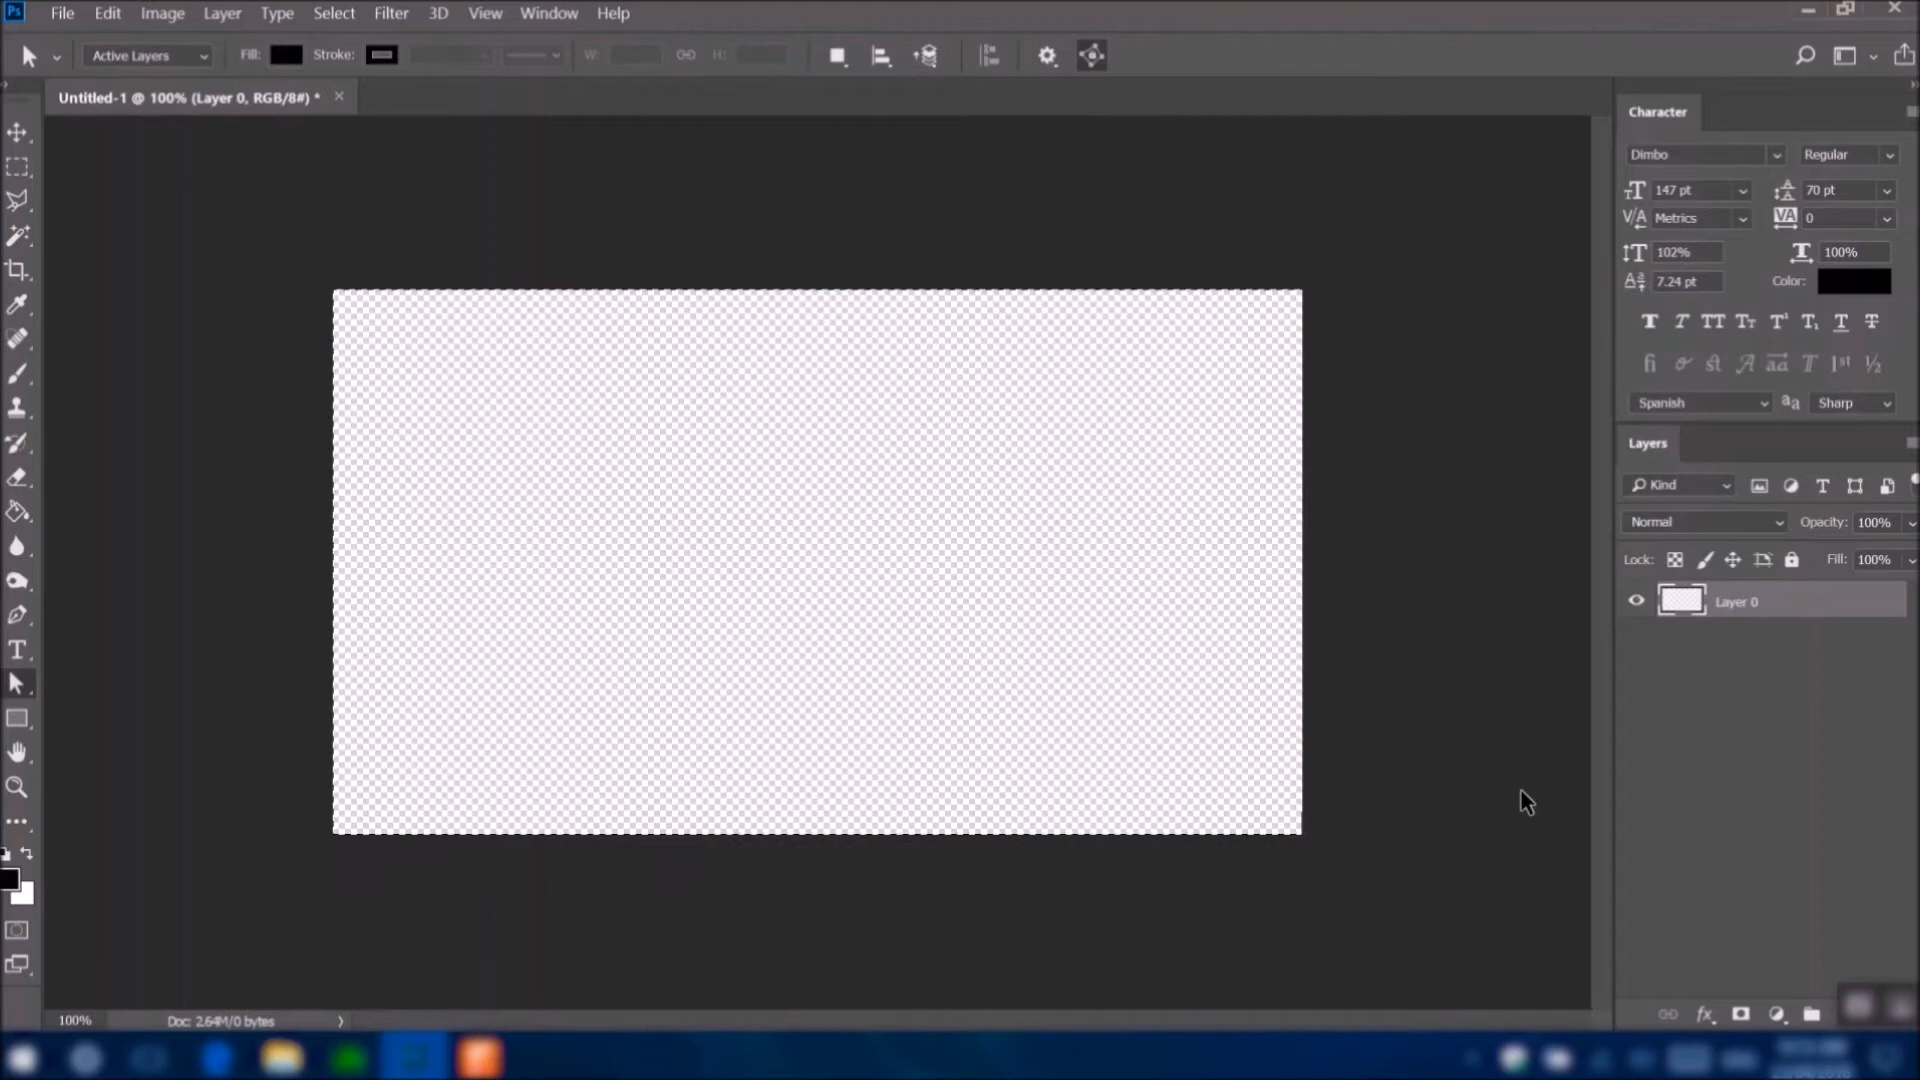 Ps File Edit Image Layer Type Select Filter 3D View Window Help
Active Layers Fill: Stroke: W: H:
Untitled-1 @ 100% (Layer 0, RGB/8#) * ×
Character
Dimbo Regular
147 pt 70 pt
Metrics 0
102% 100%
7.24 pt Color:
Spanish Sharp
Layers
Kind
Normal Opacity: 100%
Lock: Fill: 100%
Layer 0
100% Doc: 2.64M/0 bytes